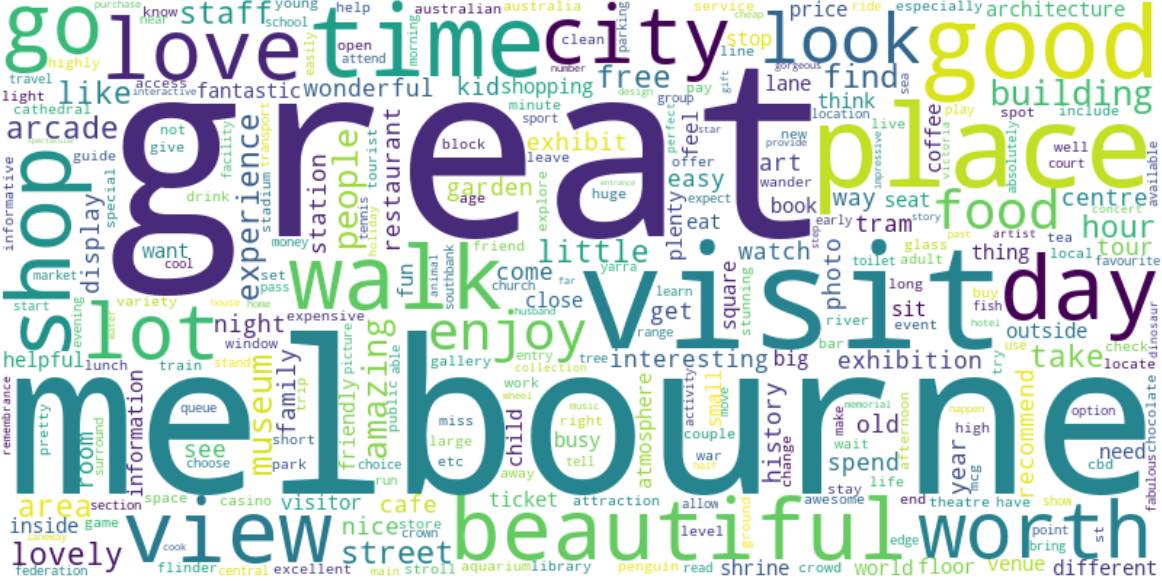 go
highly
know
near
purchase
staff
young
school
help
australian
australia
service
cheap
price
ride
especially
architecture
love
time
city
look
good
clean
parking
line
stop
open
attend
easily
morning
travel
light
cathedral
like
access
interactive
fantastic
wonderful
kid
shopping
free
number
pay
gift
gorgeous
lane
find
sea
building
arcade
spectacular
not
give
guide
special
facility
transport
stadium
experience
great
minute
sport
design
group
feel
perfect
star
think
location
new
provide
live
play
spot
include
place
coffee
victoria
impressive
absolutely
well
court
available
informative
shop
display
drink
want
cool
station
people
tourist
tennis
holiday
restaurant
block
exhibit
leave
garden
age
explore
huge
entrance
offer
easy
expect
eat
plenty
art
wander
book
way
early
step
seat
story
tram
food
centre
concert
hour
artist
tea
tour
market
start
money
set
pass
walk
fun
animal
southbank
friend
little
come
church
close
yarra
far
visit
watch
square
stunning
photo
toilet
glass
adult
past
thing
local
favourite
day
evening
water
variety
house
home
lot
night
window
expensive
husband
enjoy
learn
get
range
river
bar
long
sit
event
buy
fish
hotel
outside
dinosaur
helpful
lunch
train
stand
museum
trip
family
friendly
picture
amazing
able
public
gallery
entry
collection
tree
interesting
big
exhibition
try
use
take
check
locate
melbourne
remembrance
pretty
room
surround
information
queue
see
choose
short
park
choice
run
miss
large
etc
away
work
wheel
child
music
right
busy
tell
atmosphere
activity
small
move
couple
war
half
history
change
make
memorial
old
wait
spend
life
stay
afternoon
happen
high
year
mcg
recommend
option
need
cbd
chocolate
fabulous
area
section
space
casino
visitor
cafe
ticket
attraction
allow
awesome
end
theatre
have
show
inside
game
view
nice
store
crown
beautiful
level
ground
edge
worth
point
st
bring
lovely
laneway
federation
flinder
cook
central
excellent
street
main
stroll
aquarium
library
penguin
read
shrine
crowd
world
floor
venue
different